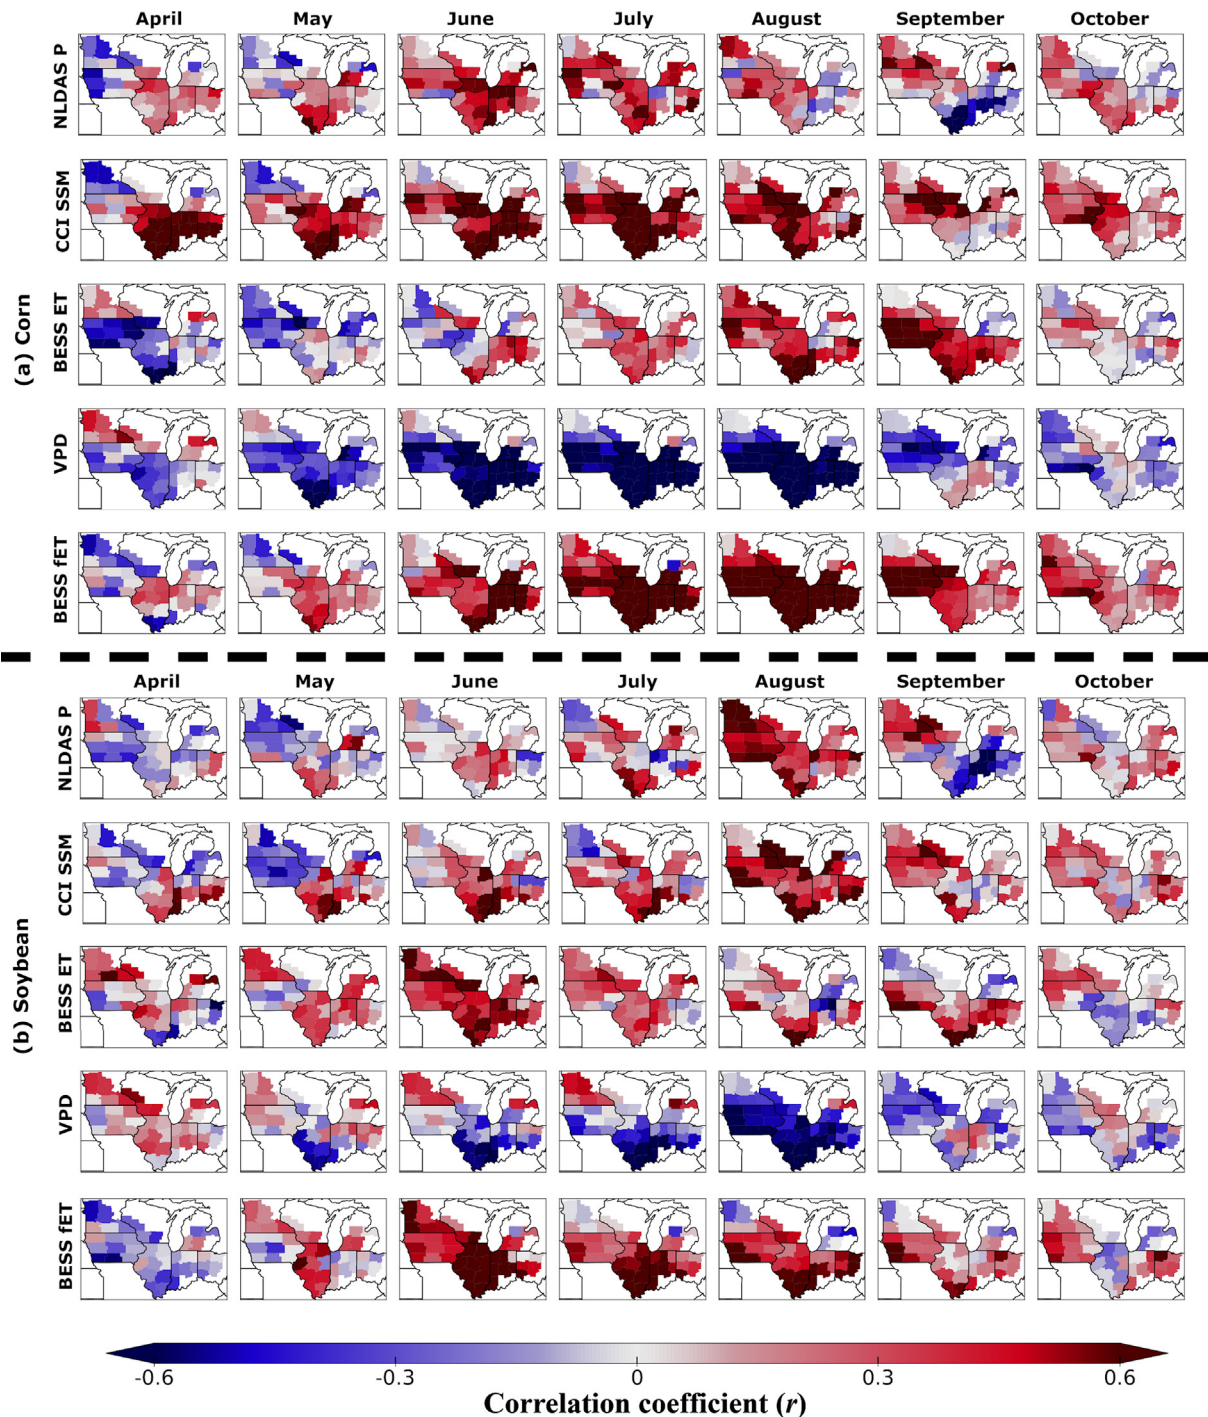 April May June July August September October
(a) Corn
NLDAS P
CCI SSM
BESS ET
VPD
BESS fET
April May June July August September October
(b) Soybean
NLDAS P
CCI SSM
BESS ET
VPD
BESS fET
-0.6 -0.3 0 0.3 0.6
Correlation coefficient (r)